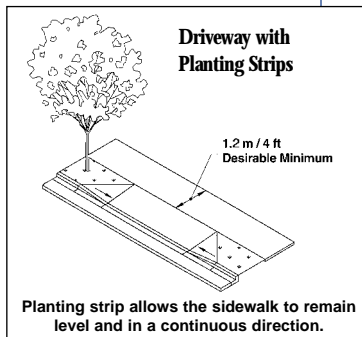 Driveway with
Planting Strips
1.2 m / 4 ft
Desirable Minimum
Planting strip allows the sidewalk to remain
level and in a continuous direction.